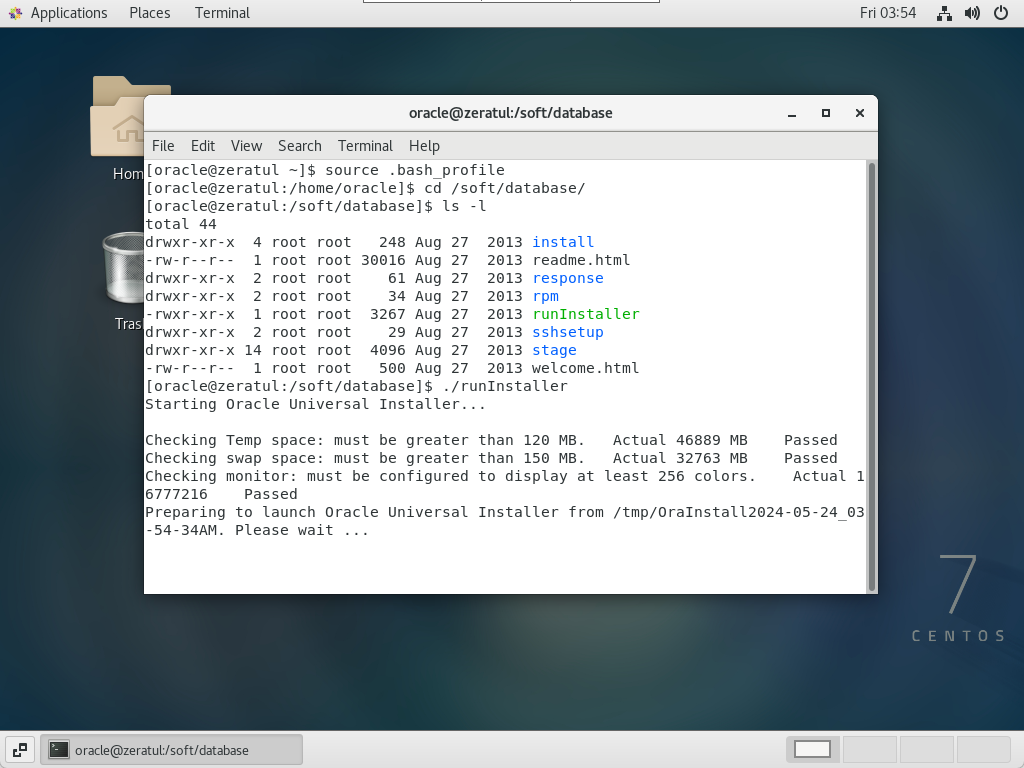 Applications Places Terminal Fri 03:54
oracle@zeratul:/soft/database
File Edit View Search Terminal Help
Hom
Tras
[oracle@zeratul ~]$ source .bash_profile
[oracle@zeratul:/home/oracle]$ cd /soft/database/
[oracle@zeratul:/soft/database]$ ls -l
total 44
drwxr-xr-x  4 root root   248 Aug 27  2013 install
-rw-r--r--  1 root root 30016 Aug 27  2013 readme.html
drwxr-xr-x  2 root root    61 Aug 27  2013 response
drwxr-xr-x  2 root root    34 Aug 27  2013 rpm
-rwxr-xr-x  1 root root  3267 Aug 27  2013 runInstaller
drwxr-xr-x  2 root root    29 Aug 27  2013 sshsetup
drwxr-xr-x 14 root root  4096 Aug 27  2013 stage
-rw-r--r--  1 root root   500 Aug 27  2013 welcome.html
[oracle@zeratul:/soft/database]$ ./runInstaller
Starting Oracle Universal Installer...
Checking Temp space: must be greater than 120 MB.   Actual 46889 MB    Passed
Checking swap space: must be greater than 150 MB.   Actual 32763 MB    Passed
Checking monitor: must be configured to display at least 256 colors.    Actual 1
6777216    Passed
Preparing to launch Oracle Universal Installer from /tmp/OraInstall2024-05-24_03
-54-34AM. Please wait ...
7
CENTOS
oracle@zeratul:/soft/database